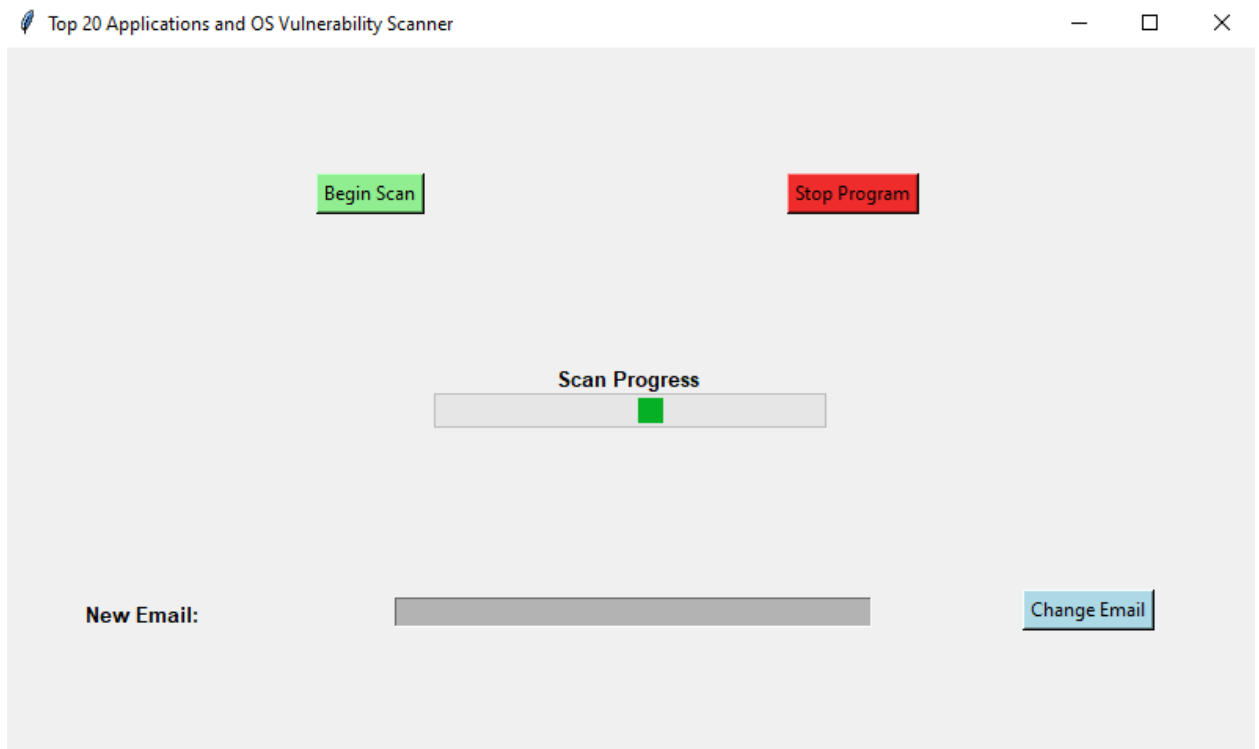 Top 20 Applications and OS Vulnerability Scanner
Begin Scan
Stop Program
Scan Progress
New Email:
Change Email